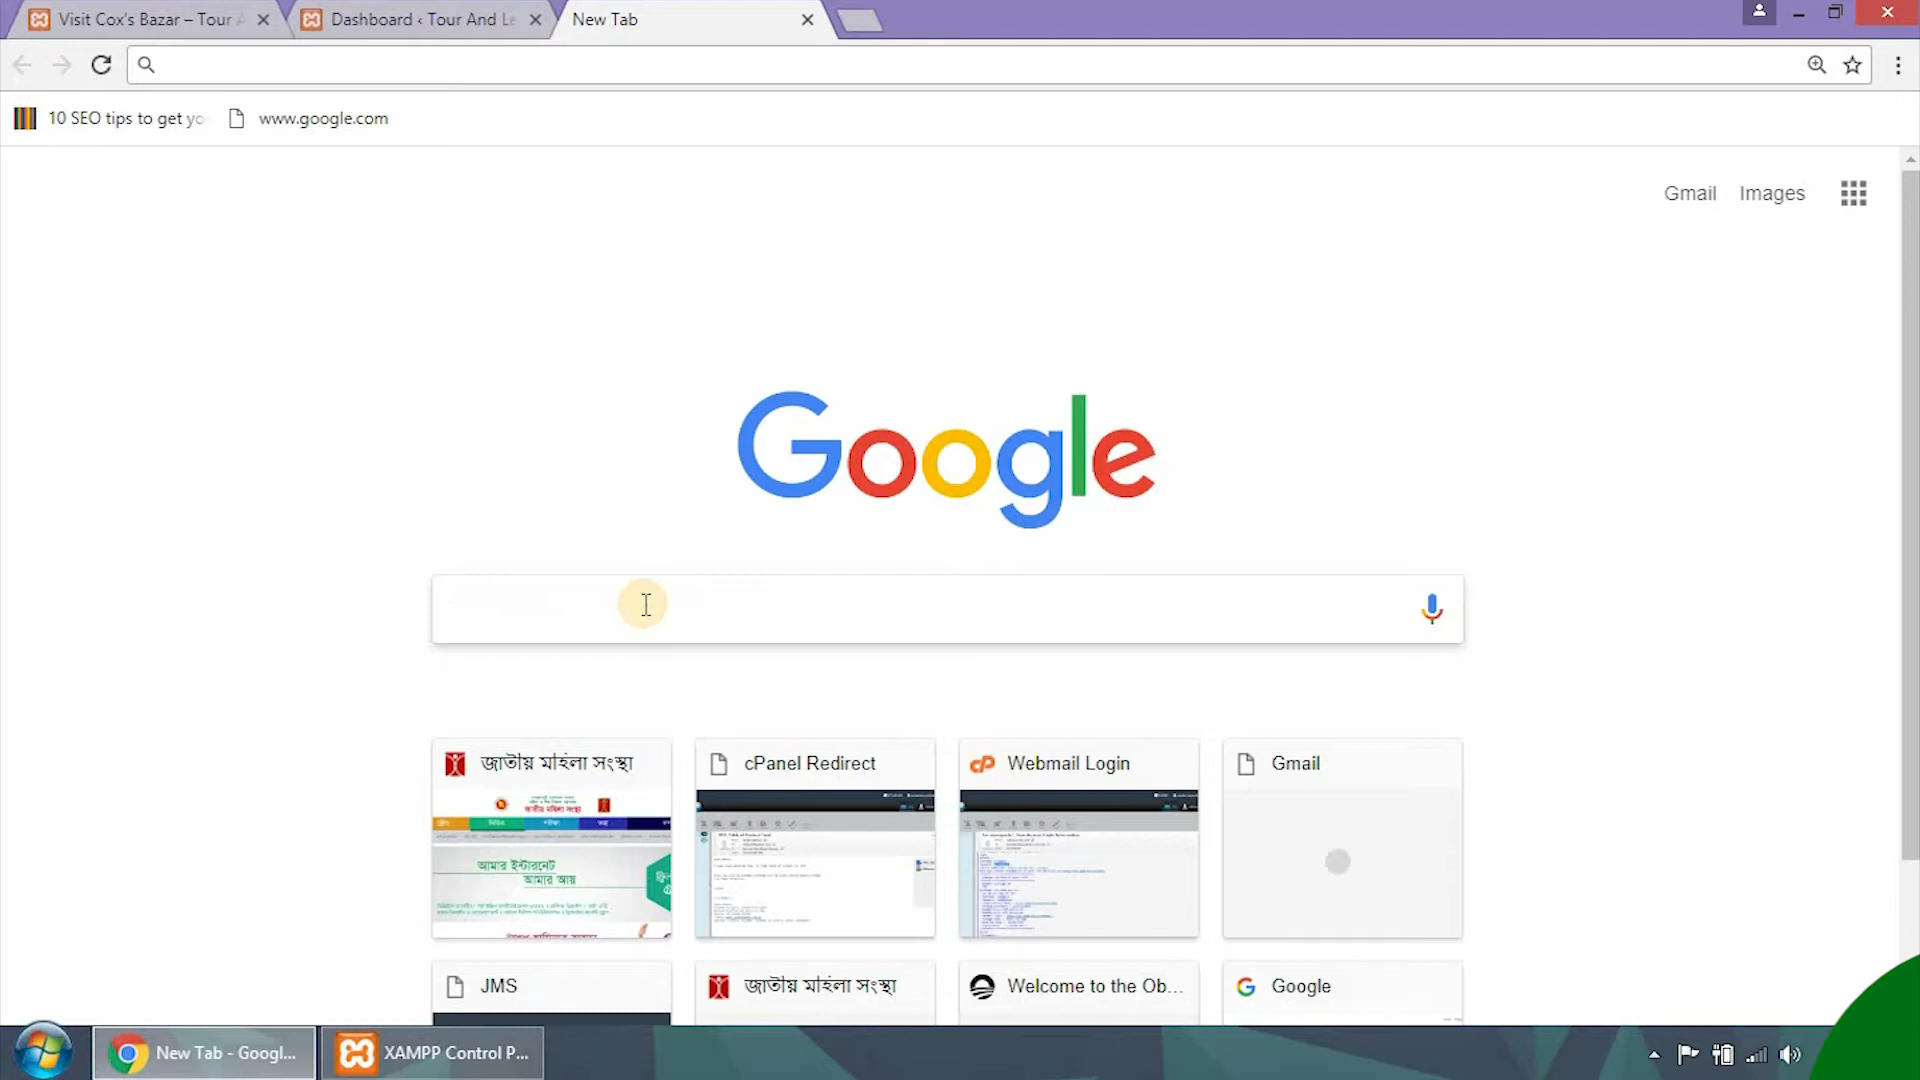 Visit Cox's Bazar – Tour A
Dashboard ‹ Tour And Le
New Tab
10 SEO tips to get yo
www.google.com
Gmail
Images
Google
জাতীয় মহিলা সংস্থা
cPanel Redirect
Webmail Login
Gmail
জাতীয় মহিলা সংস্থা
আমার ইন্টারনেট
আমার আয়
JMS
জাতীয় মহিলা সংস্থা
Welcome to the Ob...
Google
New Tab - Googl...
XAMPP Control P...